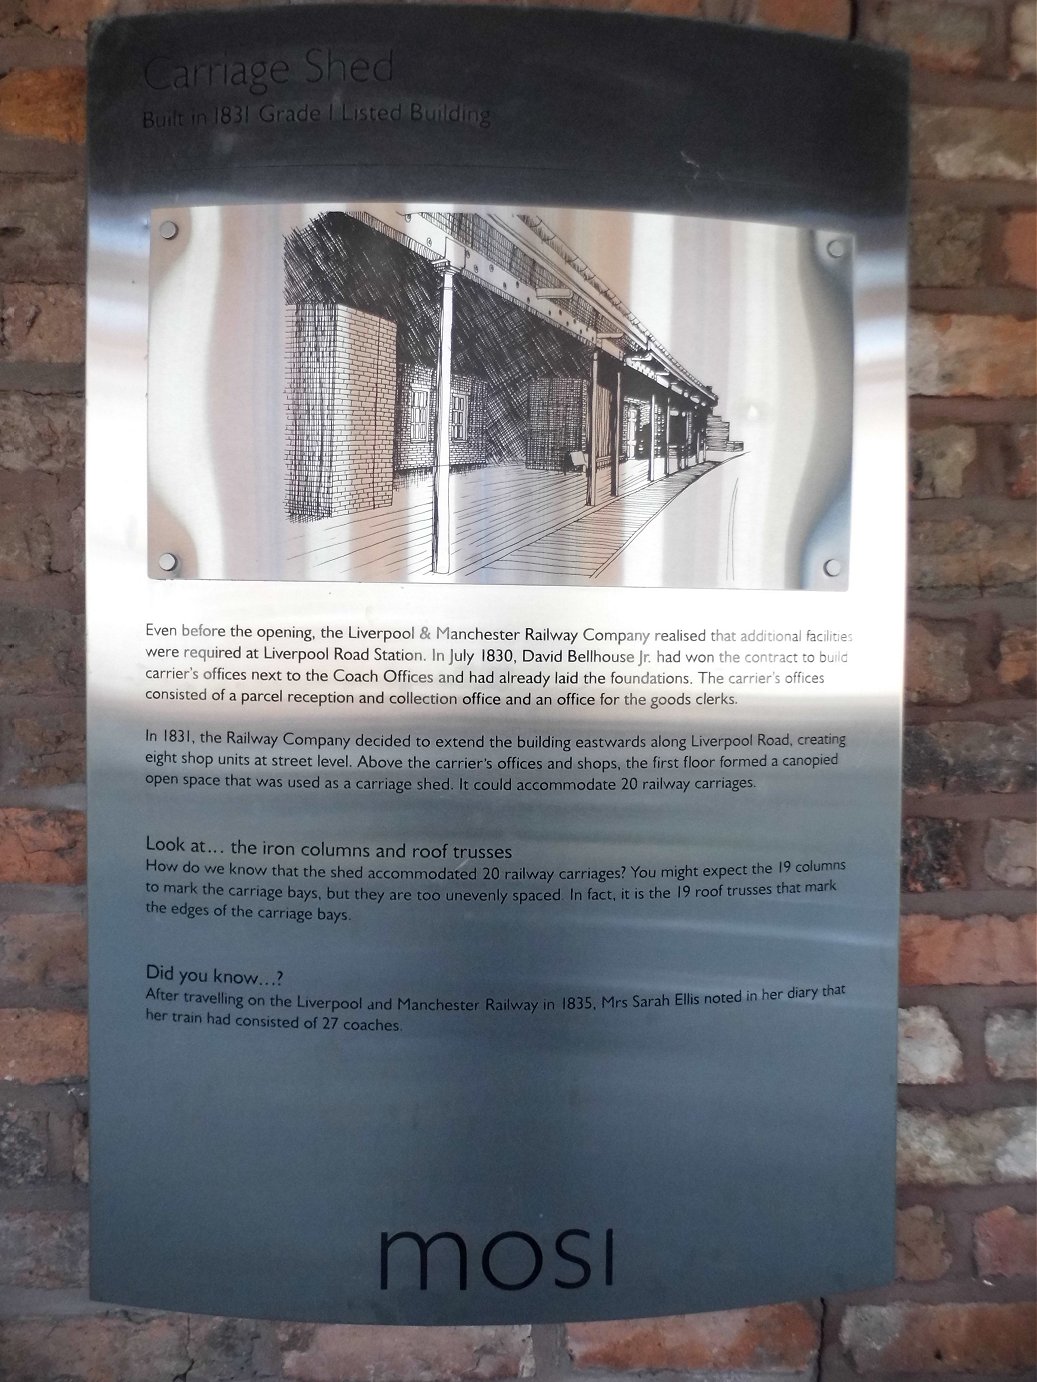 Carriage Shed
Built in 1831 Grade I Listed Building
Even before the opening, the Liverpool & Manchester Railway Company realised that additional facilities
were required at Liverpool Road Station. In July 1830, David Bellhouse Jr. had won the contract to build
carrier's offices next to the Coach Offices and had already laid the foundations. The carrier's offices
consisted of a parcel reception and collection office and an office for the goods clerks.
In 1831, the Railway Company decided to extend the building eastwards along Liverpool Road, creating
eight shop units at street level. Above the carrier's offices and shops, the first floor formed a canopied
open space that was used as a carriage shed. It could accommodate 20 railway carriages.
Look at... the iron columns and roof trusses
How do we know that the shed accommodated 20 railway carriages? You might expect the 19 columns
to mark the carriage bays, but they are too unevenly spaced. In fact, it is the 19 roof trusses that mark
the edges of the carriage bays.
Did you know...?
After travelling on the Liverpool and Manchester Railway in 1835, Mrs Sarah Ellis noted in her diary that
her train had consisted of 27 coaches.
mosi